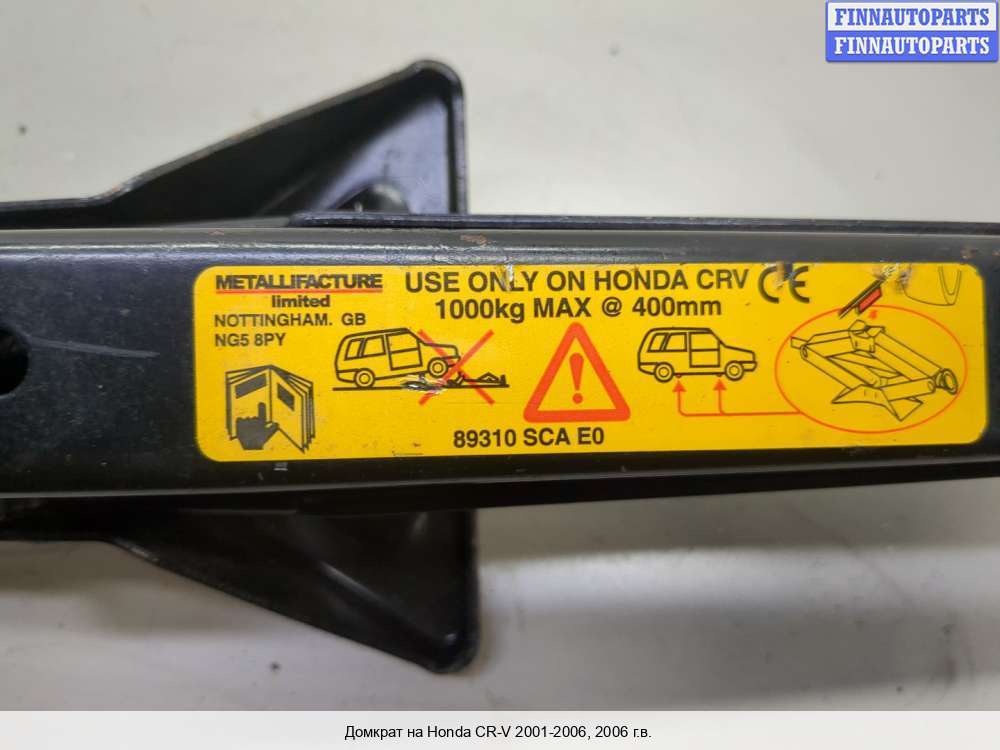 FINNAUTOPARTS
FINNAUTOPARTS
METALLIFACTURE
limited
NOTTINGHAM. GB
NG5 8PY
USE ONLY ON HONDA CRV CE
1000kg MAX @ 400mm
89310 SCA E0
Домкрат на Honda CR-V 2001-2006, 2006 г.в.